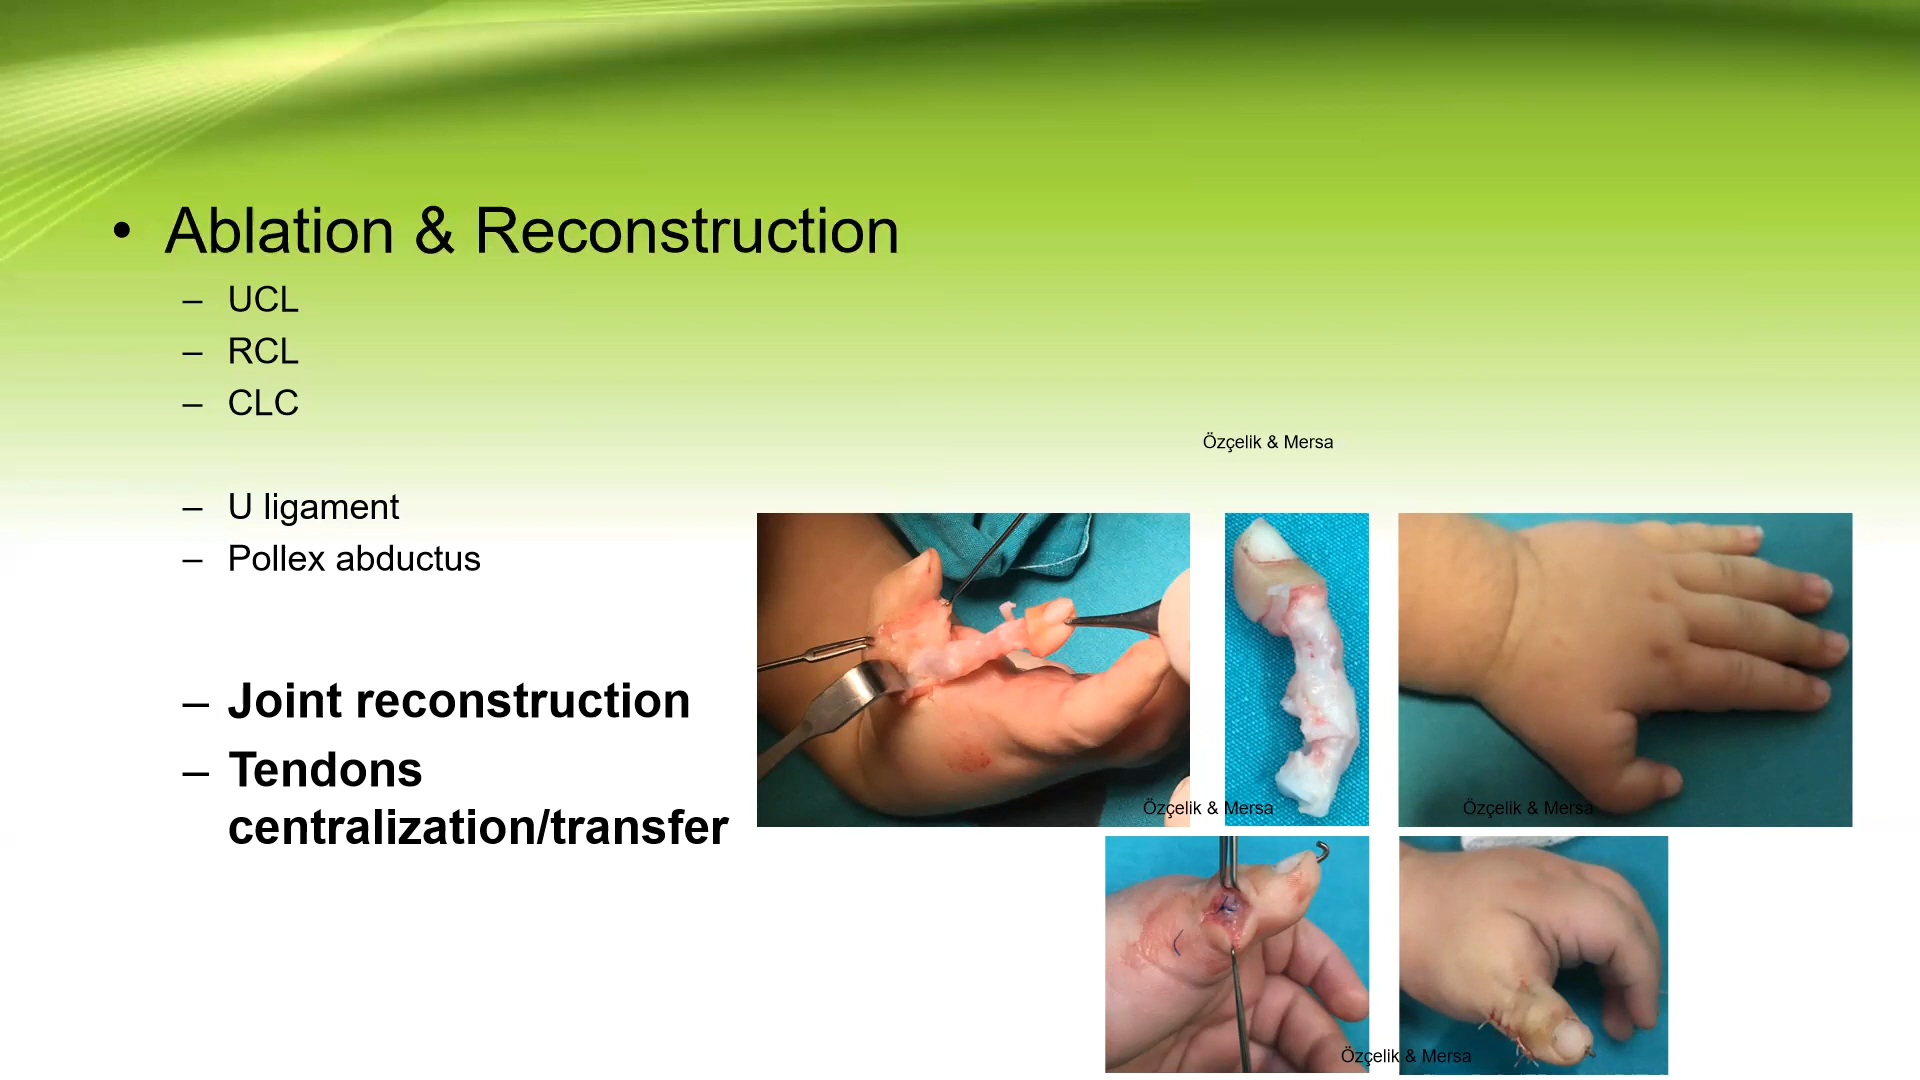 • Ablation & Reconstruction
– UCL
– RCL
– CLC
– U ligament
– Pollex abductus
– Joint reconstruction
– Tendons
centralization/transfer
Özçelik & Mersa
Özçelik & Mersa
Özçelik & Mersa
Özçelik & Mersa